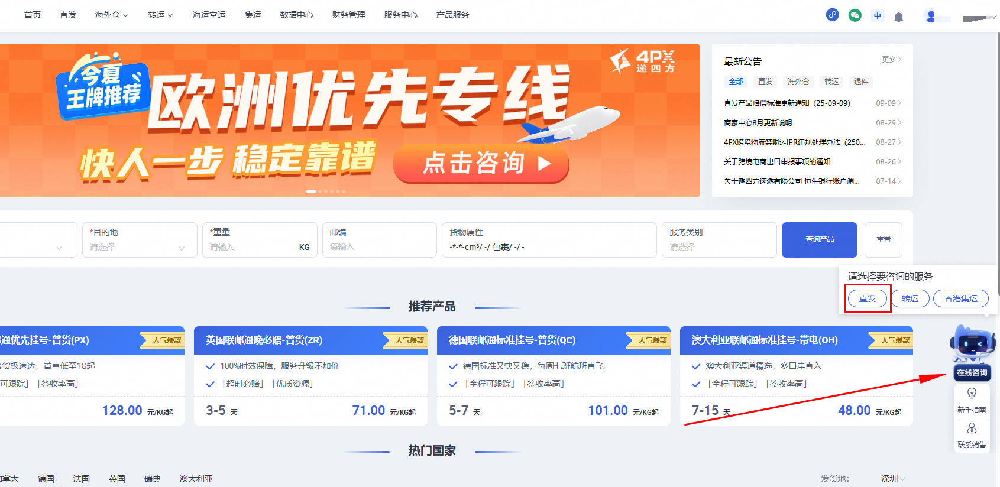 首页 直发 海外仓 转运 海运空运 集运 数据中心 财务管理 服务中心 产品服务 中
今夏
王牌推荐
欧洲优先专线
4PX
递四方
快人一步 稳定靠谱
点击咨询
最新公告 更多
全部 直发 海外仓 转运 退件
直发产品赔偿标准更新通知（25-09-09） 09-09
商家中心8月更新说明 08-29
4PX跨境物流禁限运IPR违规处理办法（250... 08-27
关于跨境电商出口申报事项的通知 08-26
关于递四方速递有限公司 恒生银行账户调... 07-14
*目的地
请选择
*重量
请输入 KG
邮编
请输入
货物属性
-*-*-cm³/ -/ 包裹/ -/ -
服务类别
请选择
查询产品
重置
请选择要咨询的服务
直发 转运 香港集运
推荐产品
邮通优先挂号-普货(PX) 人气爆款
普货极速达，首重低至1G起
可跟踪」 ｢签收率高」
128.00 元/KG起
英国联邮通晚必赔-普货(ZR) 人气爆款
100%时效保障，服务升级不加价
｢超时必赔」 ｢优质资源」
3-5 天 71.00 元/KG起
德国联邮通标准挂号-普货(QC) 人气爆款
德国标准又快又稳，每周七班航班直飞
｢全程可跟踪」 ｢签收率高」
5-7 天 101.00 元/KG起
澳大利亚联邮通标准挂号-带电(OH) 人气爆款
澳大利亚渠道精选，多口岸直入
｢全程可跟踪」 ｢签收率高」
7-15 天 48.00 元/KG起
在线咨询
新手指南
联系销售
热门国家
加拿大 德国 法国 英国 瑞典 澳大利亚 发货地： 深圳